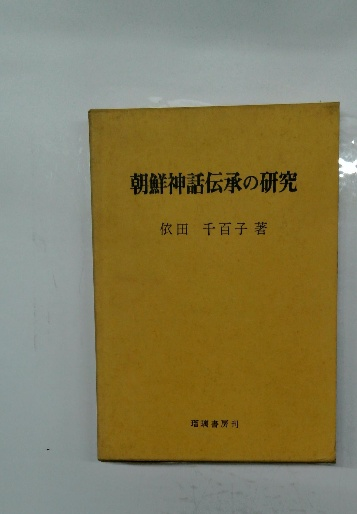 朝鮮神話伝承の研究
依田 千百子 著
瑠璃書房刊